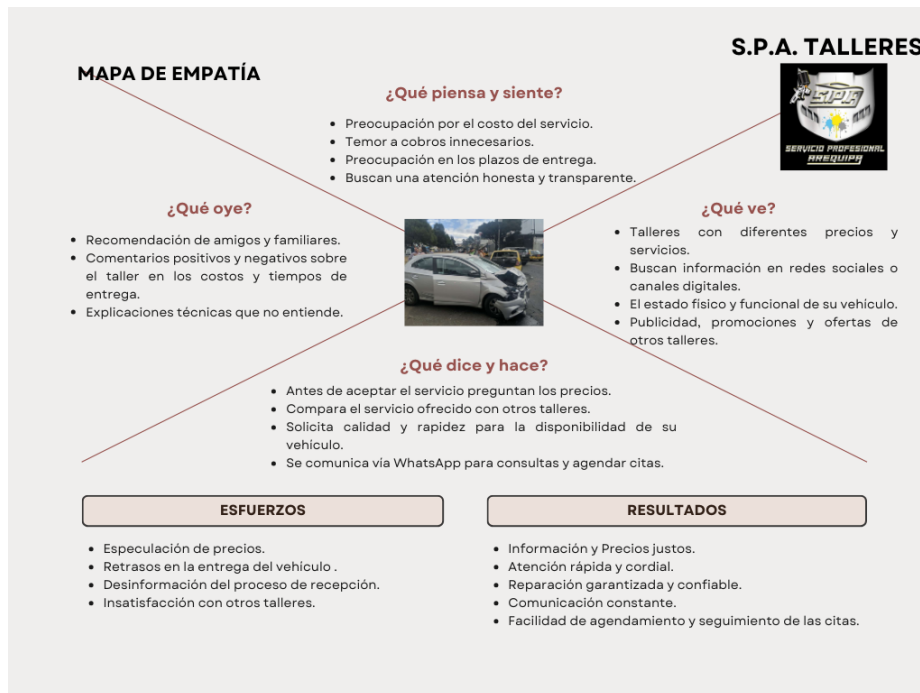 S.P.A. TALLERES
MAPA DE EMPATÍA
SPA
SERVICIO PROFESIONAL
AREQUIPA
¿Qué piensa y siente?
• Preocupación por el costo del servicio.
• Temor a cobros innecesarios.
• Preocupación en los plazos de entrega.
• Buscan una atención honesta y transparente.
¿Qué oye?
• Recomendación de amigos y familiares.
• Comentarios positivos y negativos sobre
el taller en los costos y tiempos de
entrega.
• Explicaciones técnicas que no entiende.
¿Qué ve?
• Talleres con diferentes precios y
servicios.
• Buscan información en redes sociales o
canales digitales.
• El estado físico y funcional de su vehículo.
• Publicidad, promociones y ofertas de
otros talleres.
¿Qué dice y hace?
• Antes de aceptar el servicio preguntan los precios.
• Compara el servicio ofrecido con otros talleres.
• Solicita calidad y rapidez para la disponibilidad de su
vehículo.
• Se comunica vía WhatsApp para consultas y agendar citas.
ESFUERZOS
• Especulación de precios.
• Retrasos en la entrega del vehículo .
• Desinformación del proceso de recepción.
• Insatisfacción con otros talleres.
RESULTADOS
• Información y Precios justos.
• Atención rápida y cordial.
• Reparación garantizada y confiable.
• Comunicación constante.
• Facilidad de agendamiento y seguimiento de las citas.